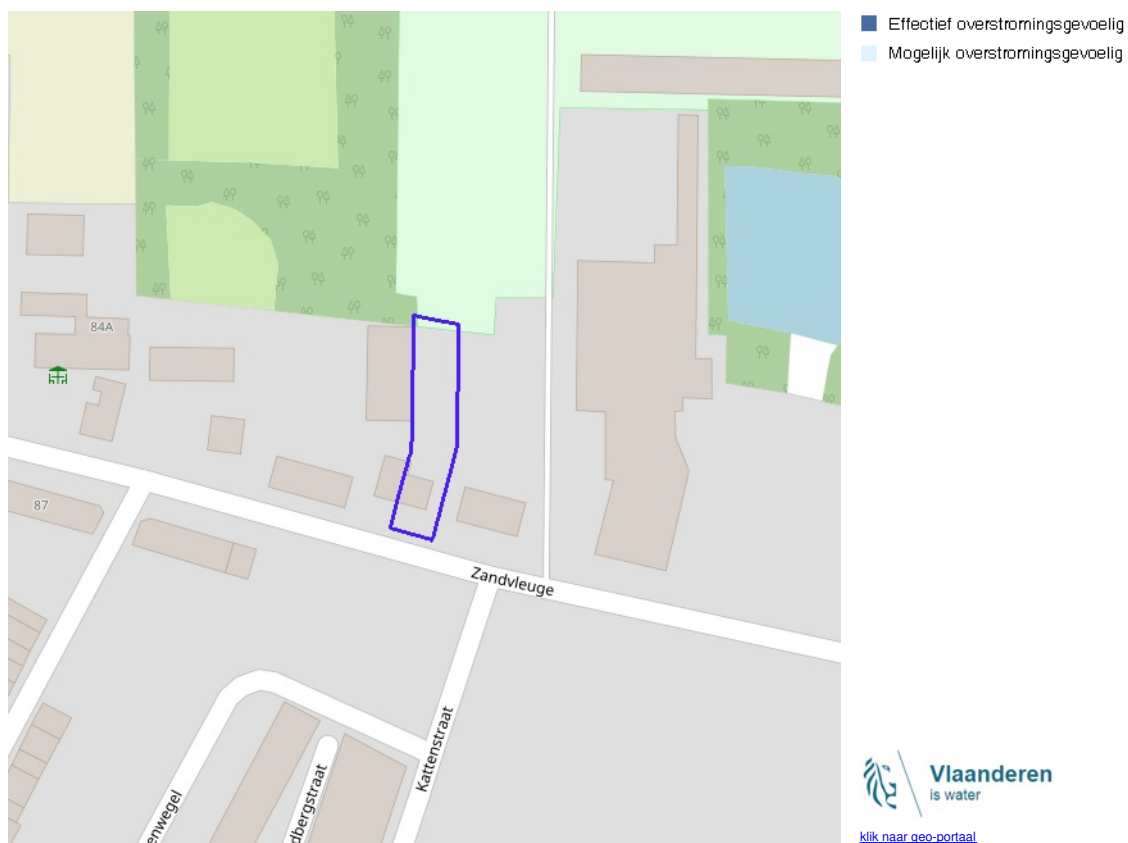 Effectief overstromingsgevoelig
Mogelijk overstromingsgevoelig
84A
87
Zandvleuge
Kattenstraat
Vlaanderen
is water
klik naar geo-portaal